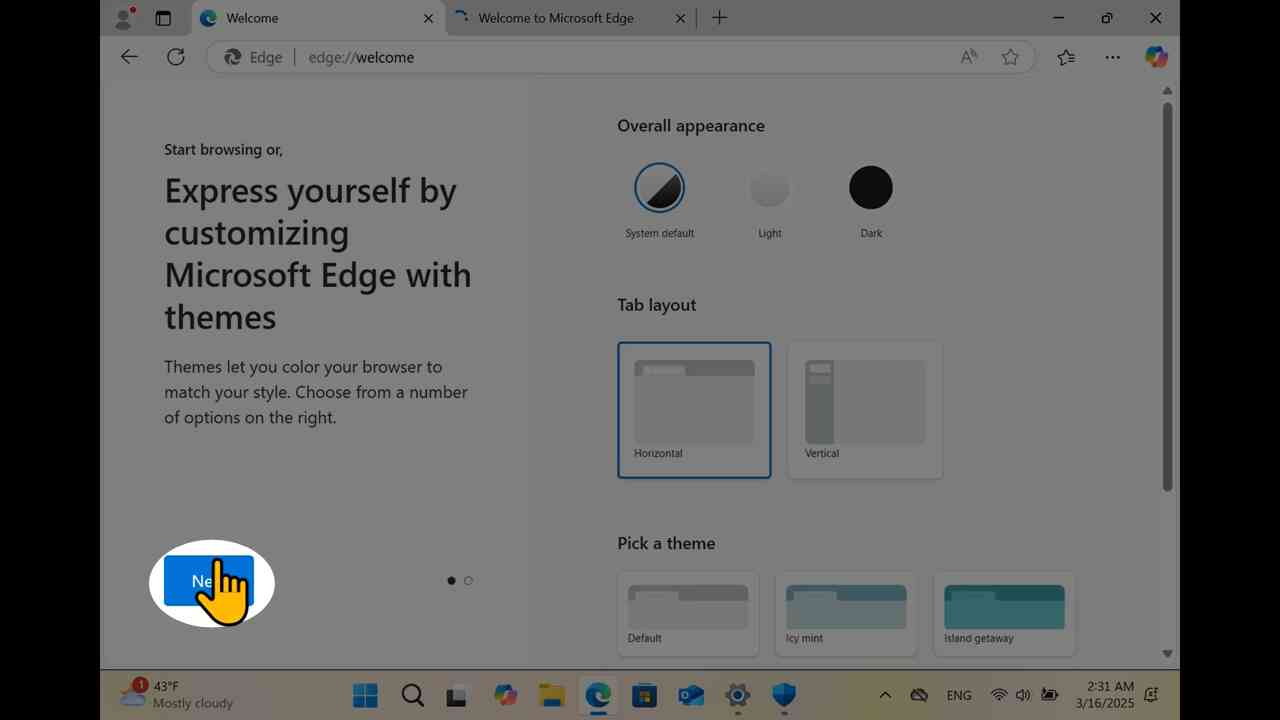 Welcome
Welcome to Microsoft Edge
Edge
edge://welcome
Start browsing or,
Express yourself by
customizing
Microsoft Edge with
themes
Themes let you color your browser to
match your style. Choose from a number
of options on the right.
Overall appearance
System default
Light
Dark
Tab layout
Horizontal
Vertical
Pick a theme
Default
Icy mint
Island getaway
1
43°F
Mostly cloudy
ENG
2:31 AM
3/16/2025